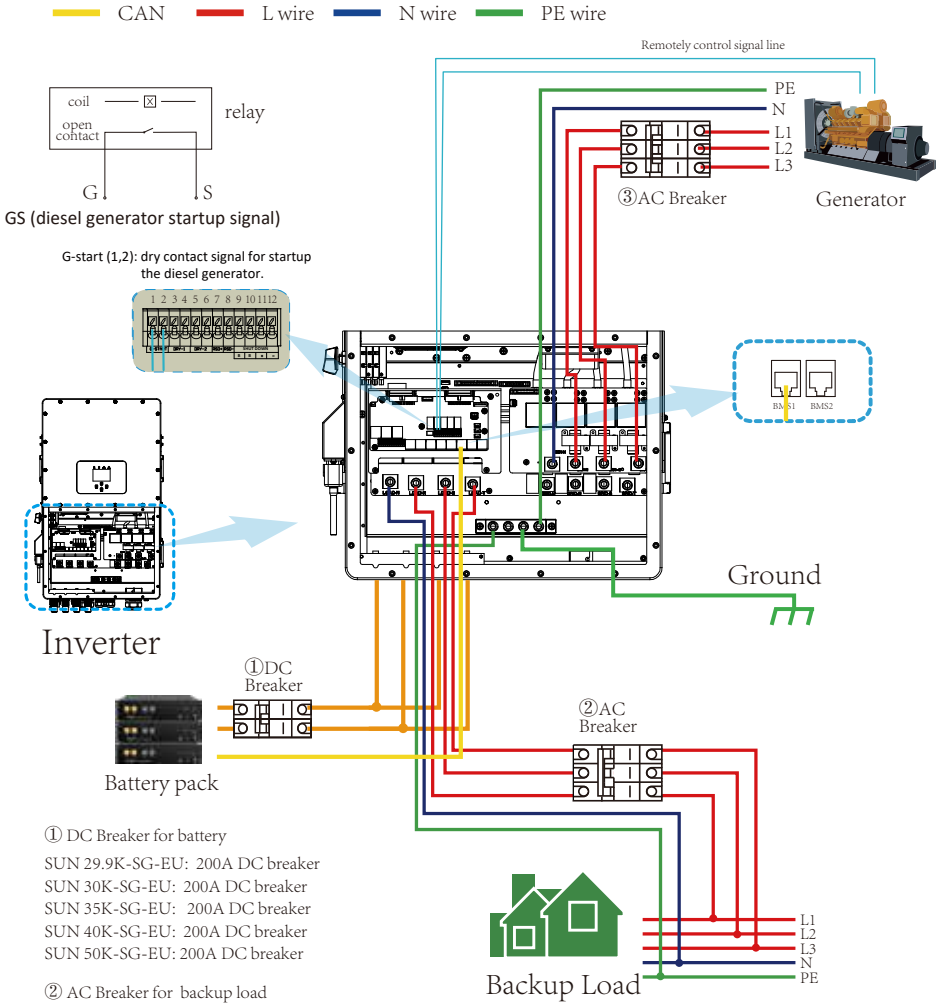 CAN L wire N wire PE wire
Remotely control signal line
coil X
open
contact
relay
G S
GS (diesel generator startup signal)
PE
N
L1
L2
L3
③AC Breaker
Generator
G-start (1,2): dry contact signal for startup
the diesel generator.
1 2 3 4 5 6 7 8 9 10 11 12
BMS1 BMS2
Ground
Inverter
①DC
Breaker
②AC
Breaker
Battery pack
① DC Breaker for battery
SUN 29.9K-SG-EU: 200A DC breaker
SUN 30K-SG-EU: 200A DC breaker
SUN 35K-SG-EU: 200A DC breaker
SUN 40K-SG-EU: 200A DC breaker
SUN 50K-SG-EU: 200A DC breaker
② AC Breaker for backup load
Backup Load
L1
L2
L3
N
PE